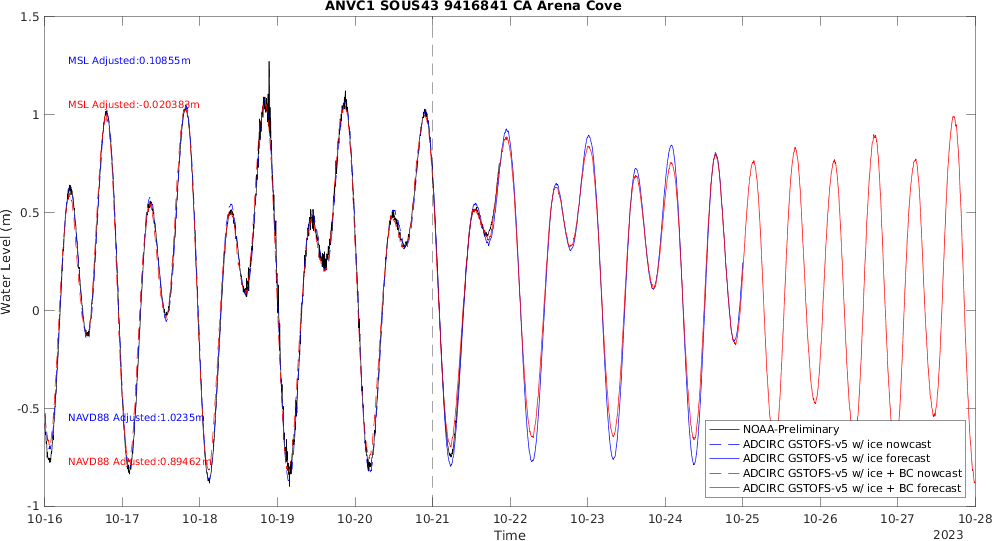 ANVC1 SOUS43 9416841 CA Arena Cove
1.5
1
0.5
0
-0.5
-1
Water Level (m)
MSL Adjusted:0.10855m
MSL Adjusted:-0.020383m
NAVD88 Adjusted:1.0235m
NAVD88 Adjusted:0.89462m
NOAA-Preliminary
ADCIRC GSTOFS-v5 w/ ice nowcast
ADCIRC GSTOFS-v5 w/ ice forecast
ADCIRC GSTOFS-v5 w/ ice + BC nowcast
ADCIRC GSTOFS-v5 w/ ice + BC forecast
10-16 10-17 10-18 10-19 10-20 10-21 10-22 10-23 10-24 10-25 10-26 10-27 10-28
Time
2023